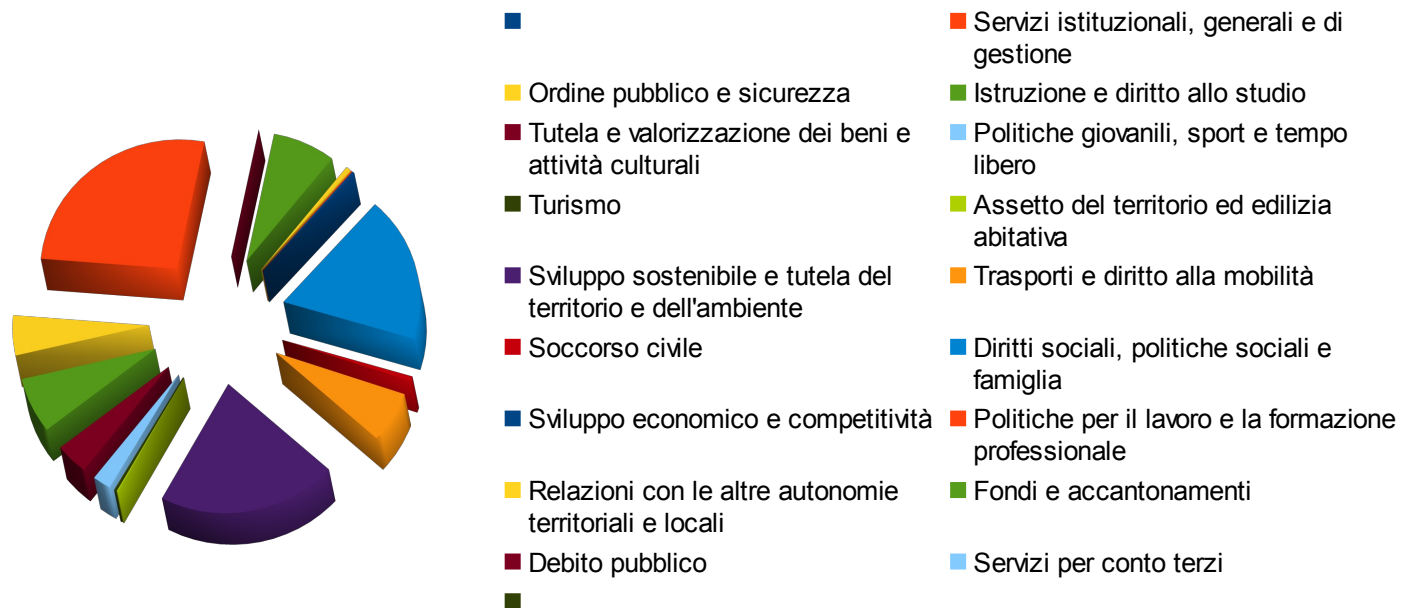 Servizi istituzionali, generali e di
gestione
Ordine pubblico e sicurezza
Istruzione e diritto allo studio
Tutela e valorizzazione dei beni e
attività culturali
Politiche giovanili, sport e tempo
libero
Turismo
Assetto del territorio ed edilizia
abitativa
Sviluppo sostenibile e tutela del
territorio e dell'ambiente
Trasporti e diritto alla mobilità
Soccorso civile
Diritti sociali, politiche sociali e
famiglia
Sviluppo economico e competitività
Politiche per il lavoro e la formazione
professionale
Relazioni con le altre autonomie
territoriali e locali
Fondi e accantonamenti
Debito pubblico
Servizi per conto terzi